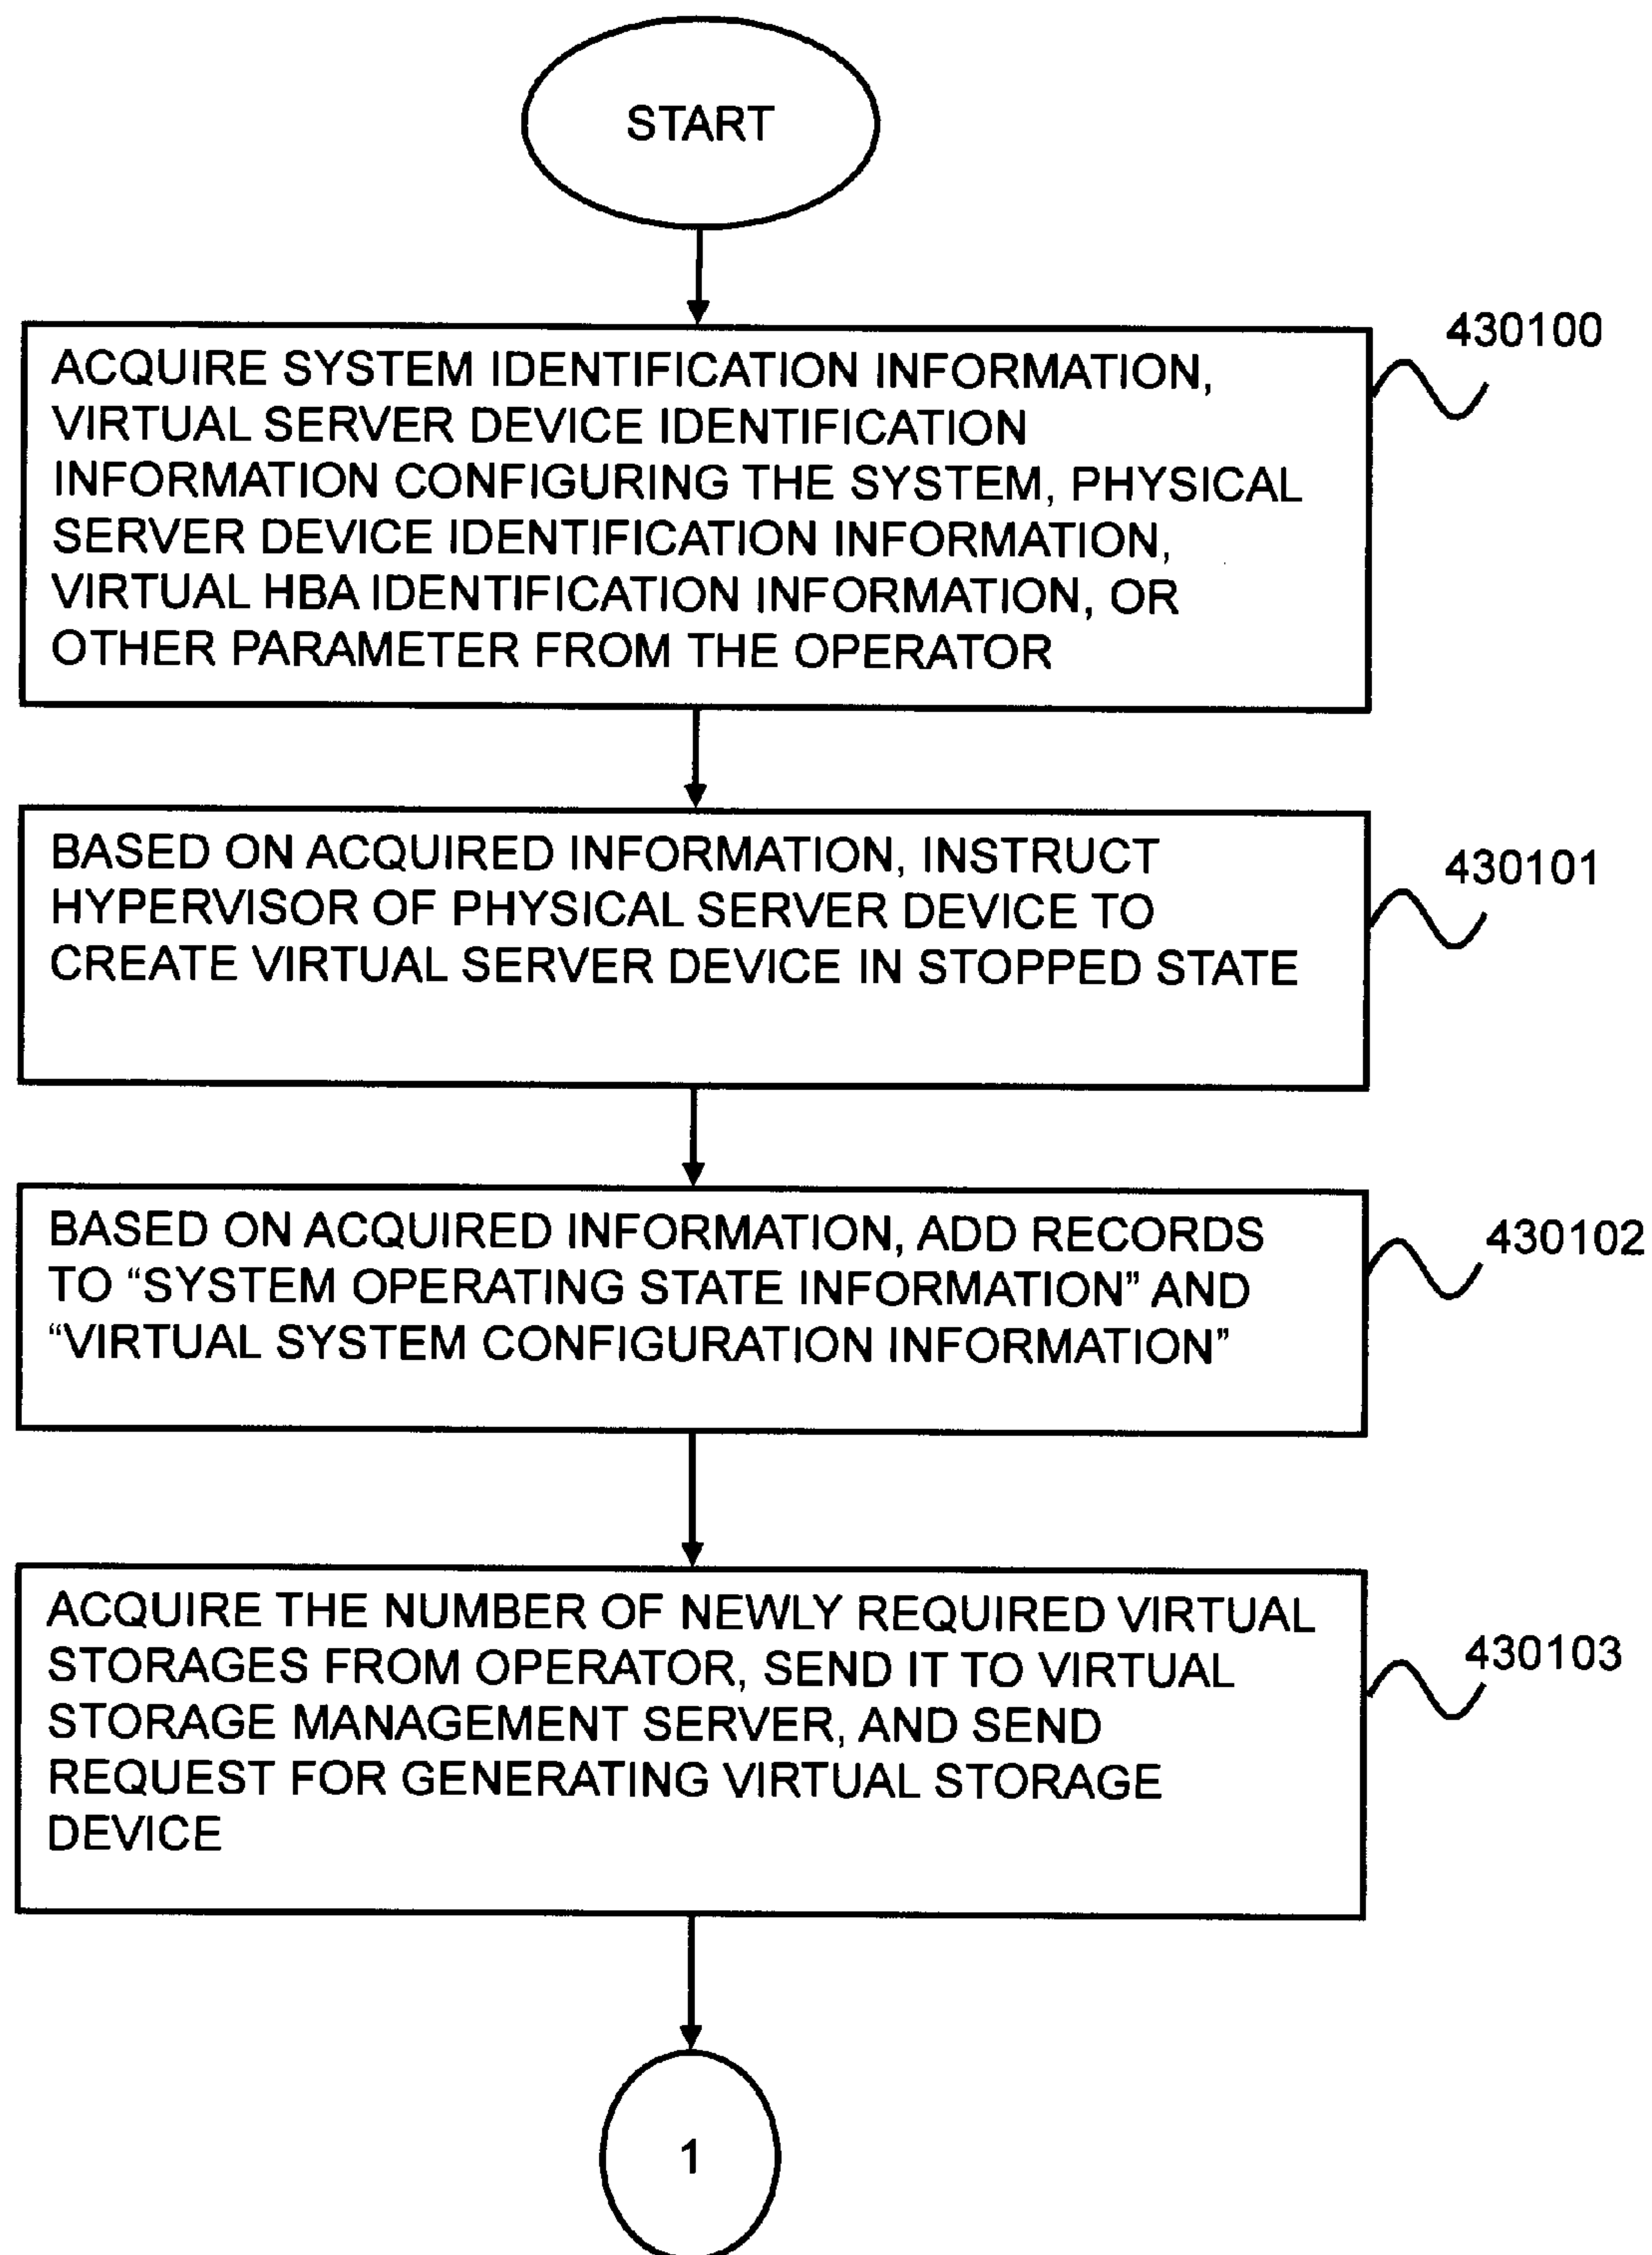 START
430100
ACQUIRE SYSTEM IDENTIFICATION INFORMATION,
VIRTUAL SERVER DEVICE IDENTIFICATION
INFORMATION CONFIGURING THE SYSTEM, PHYSICAL
SERVER DEVICE IDENTIFICATION INFORMATION,
VIRTUAL HBA IDENTIFICATION INFORMATION, OR
OTHER PARAMETER FROM THE OPERATOR
430101
BASED ON ACQUIRED INFORMATION, INSTRUCT
HYPERVISOR OF PHYSICAL SERVER DEVICE TO
CREATE VIRTUAL SERVER DEVICE IN STOPPED STATE
430102
BASED ON ACQUIRED INFORMATION, ADD RECORDS
TO “SYSTEM OPERATING STATE INFORMATION” AND
“VIRTUAL SYSTEM CONFIGURATION INFORMATION”
430103
ACQUIRE THE NUMBER OF NEWLY REQUIRED VIRTUAL
STORAGES FROM OPERATOR, SEND IT TO VIRTUAL
STORAGE MANAGEMENT SERVER, AND SEND
REQUEST FOR GENERATING VIRTUAL STORAGE
DEVICE
1